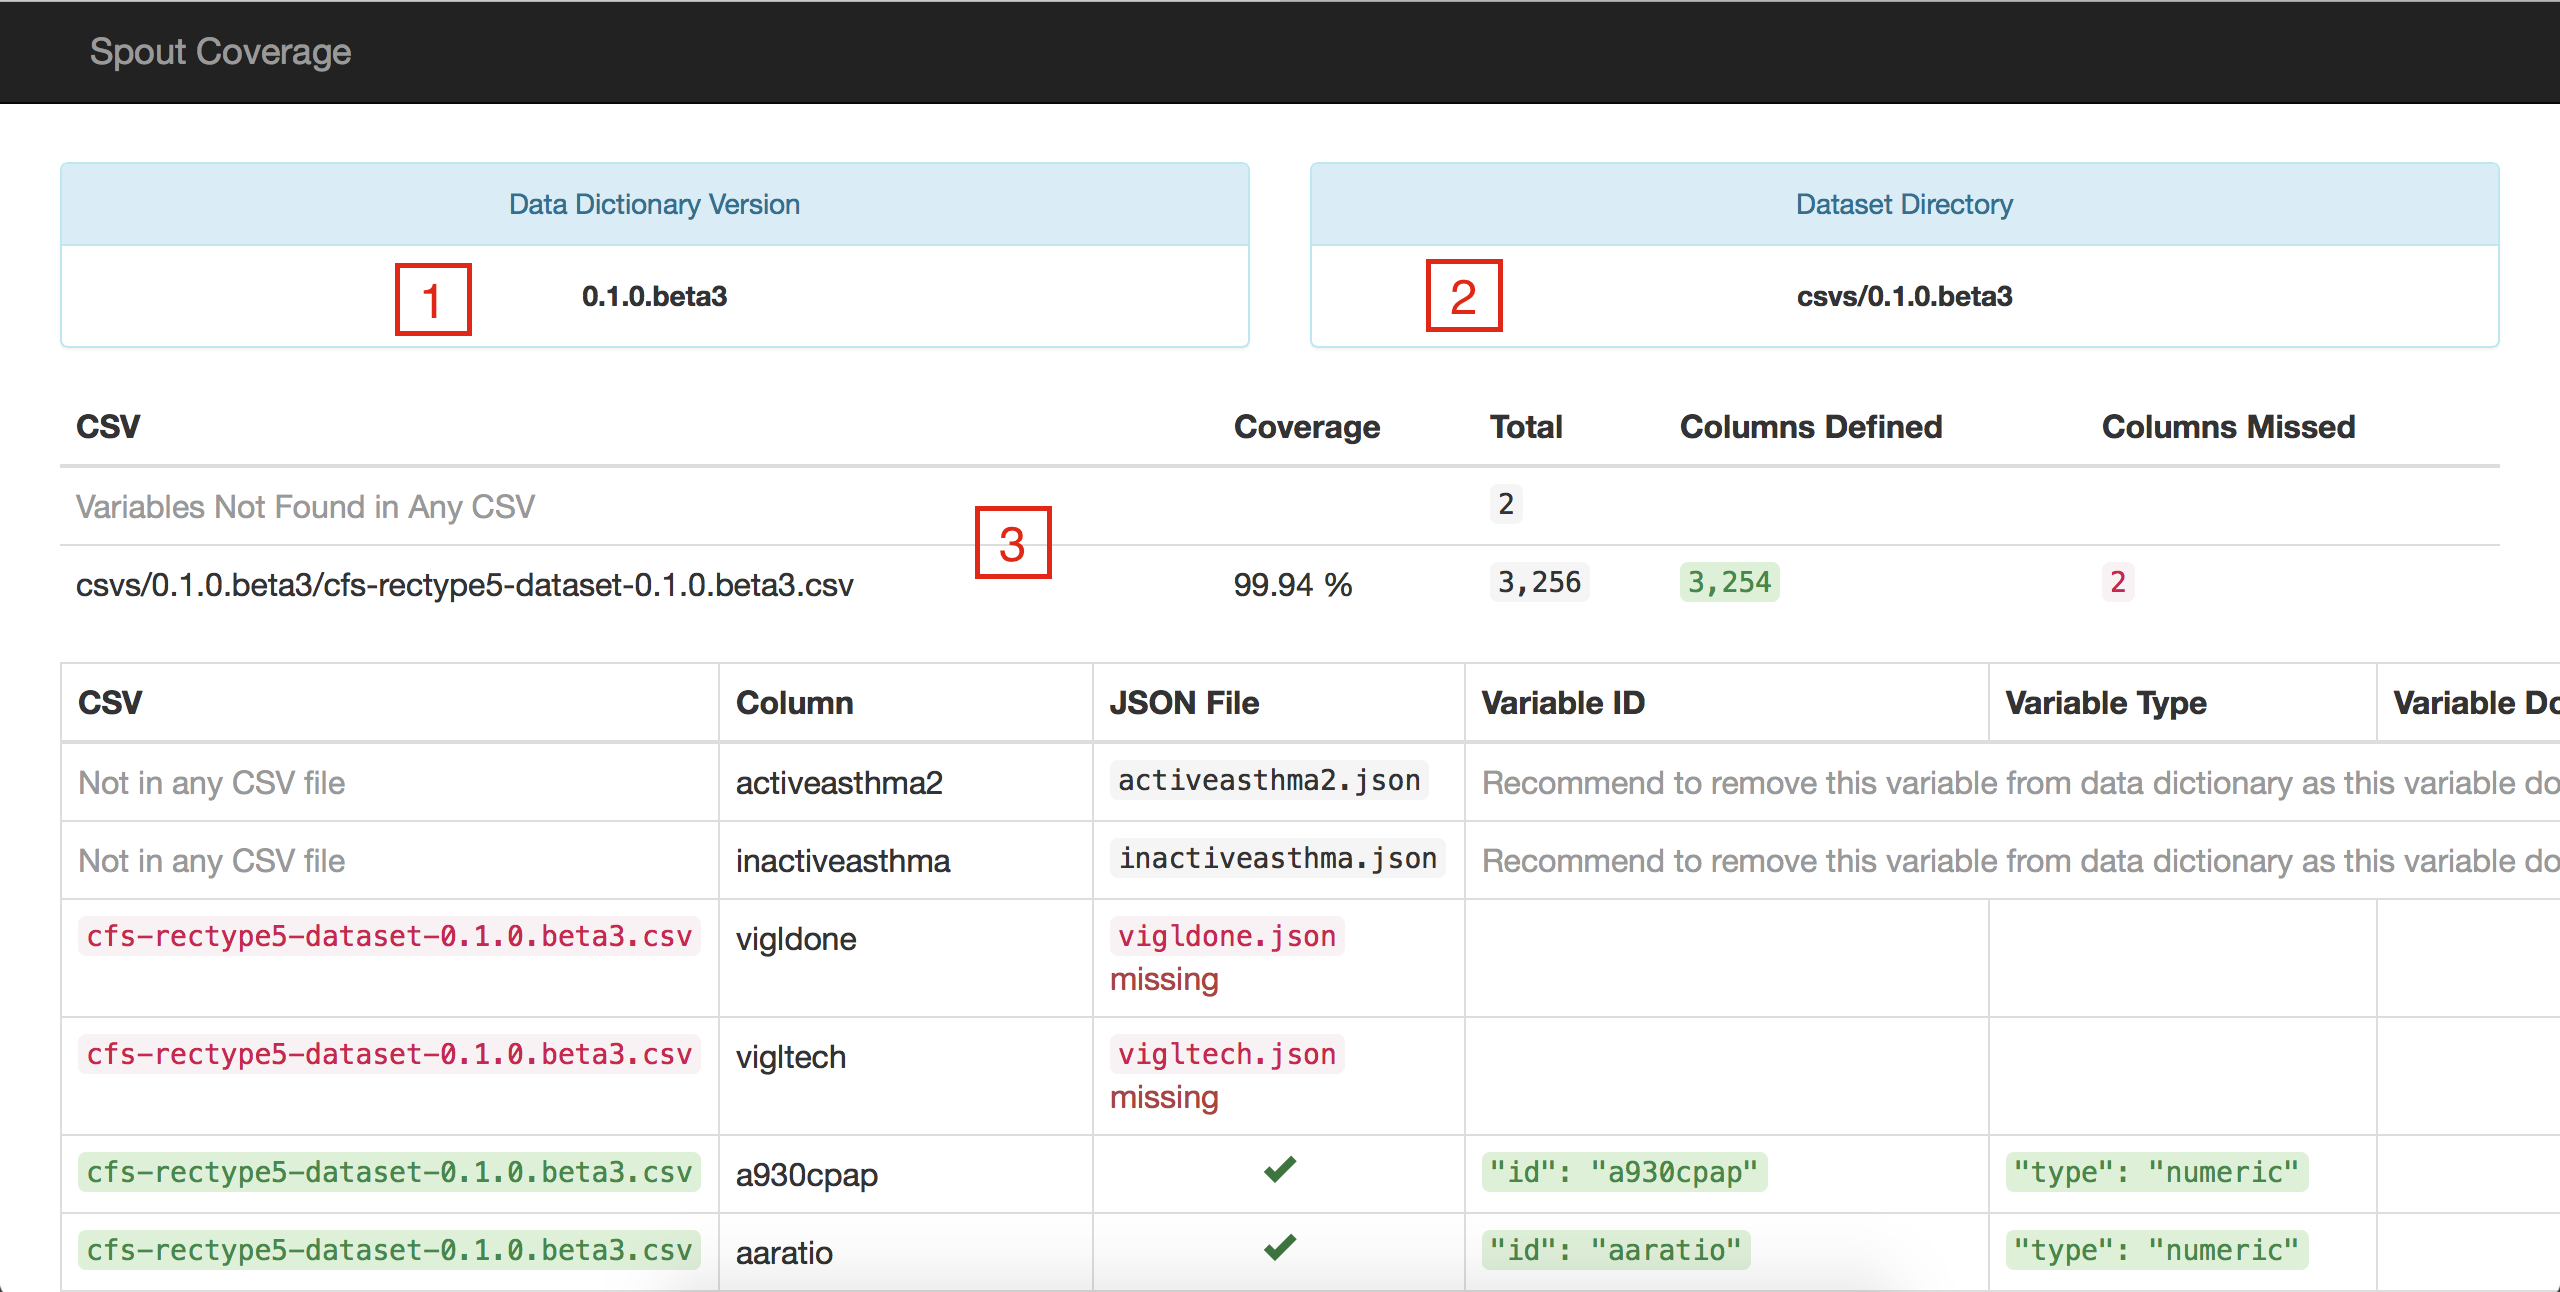 Spout Coverage
Data Dictionary Version
Dataset Directory
1 0.1.0.beta3
2 csvs/0.1.0.beta3
CSV Coverage Total Columns Defined Columns Missed
Variables Not Found in Any CSV 2
3
csvs/0.1.0.beta3/cfs-rectype5-dataset-0.1.0.beta3.csv 99.94 % 3,256 3,254 2
CSV Column JSON File Variable ID Variable Type Variable Do
Not in any CSV file activeasthma2 activeasthma2.json Recommend to remove this variable from data dictionary as this variable do
Not in any CSV file inactiveasthma inactiveasthma.json Recommend to remove this variable from data dictionary as this variable do
cfs-rectype5-dataset-0.1.0.beta3.csv vigldone vigldone.json
missing
cfs-rectype5-dataset-0.1.0.beta3.csv vigltech vigltech.json
missing
cfs-rectype5-dataset-0.1.0.beta3.csv a930cpap "id": "a930cpap" "type": "numeric"
cfs-rectype5-dataset-0.1.0.beta3.csv aaratio "id": "aaratio" "type": "numeric"